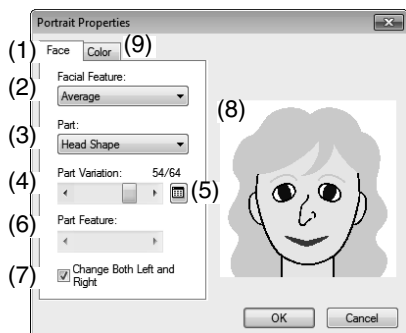 Portrait Properties
(1) Face Color (9)
(2) Facial Feature:
Average
(3) Part:
Head Shape
(4) Part Variation: 54/64
(5)
(6) Part Feature:
(7) Change Both Left and
Right
(8)
OK Cancel